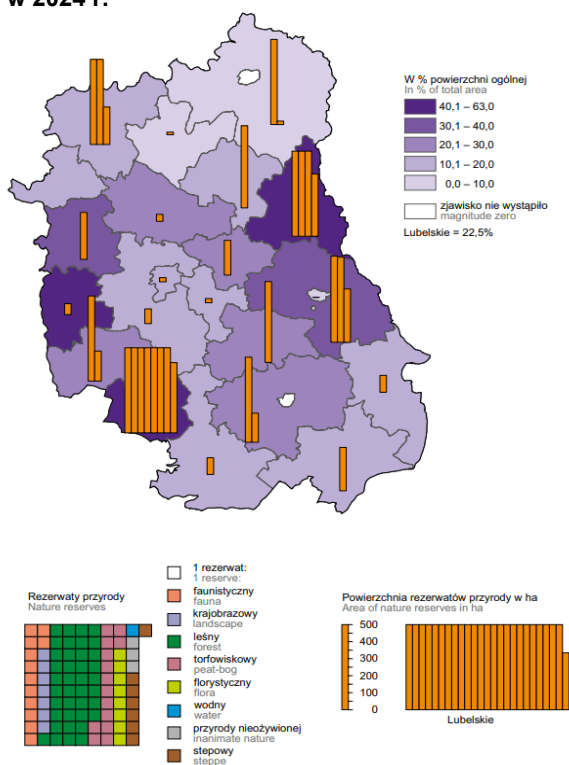 w 2024 r.
W % powierzchni ogólnej
In % of total area
40,1 – 63,0
30,1 – 40,0
20,1 – 30,0
10,1 – 20,0
0,0 – 10,0
zjawisko nie wystąpiło
magnitude zero
Lubelskie = 22,5%
Rezerwaty przyrody
Nature reserves
1 rezerwat:
1 reserve:
faunistyczny
fauna
krajobrazowy
landscape
leśny
forest
torfowiskowy
peat-bog
florystyczny
flora
wodny
water
przyrody nieożywionej
inanimate nature
stepowy
steppe
Powierzchnia rezerwatów przyrody w ha
Area of nature reserves in ha
500
400
300
200
100
0
Lubelskie